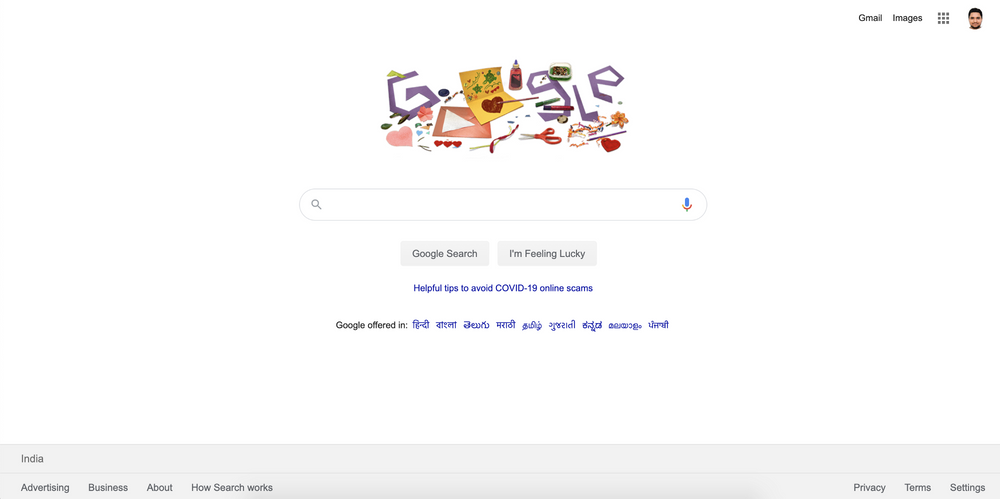 Gmail Images
Google
Google Search I'm Feeling Lucky
Helpful tips to avoid COVID-19 online scams
Google offered in: हिन्दी বাংলা తెలుగు मराठी தமிழ் ગુજરાતી ಕನ್ನಡ മലയാളം ਪੰਜਾਬੀ
India
Advertising Business About How Search works Privacy Terms Settings